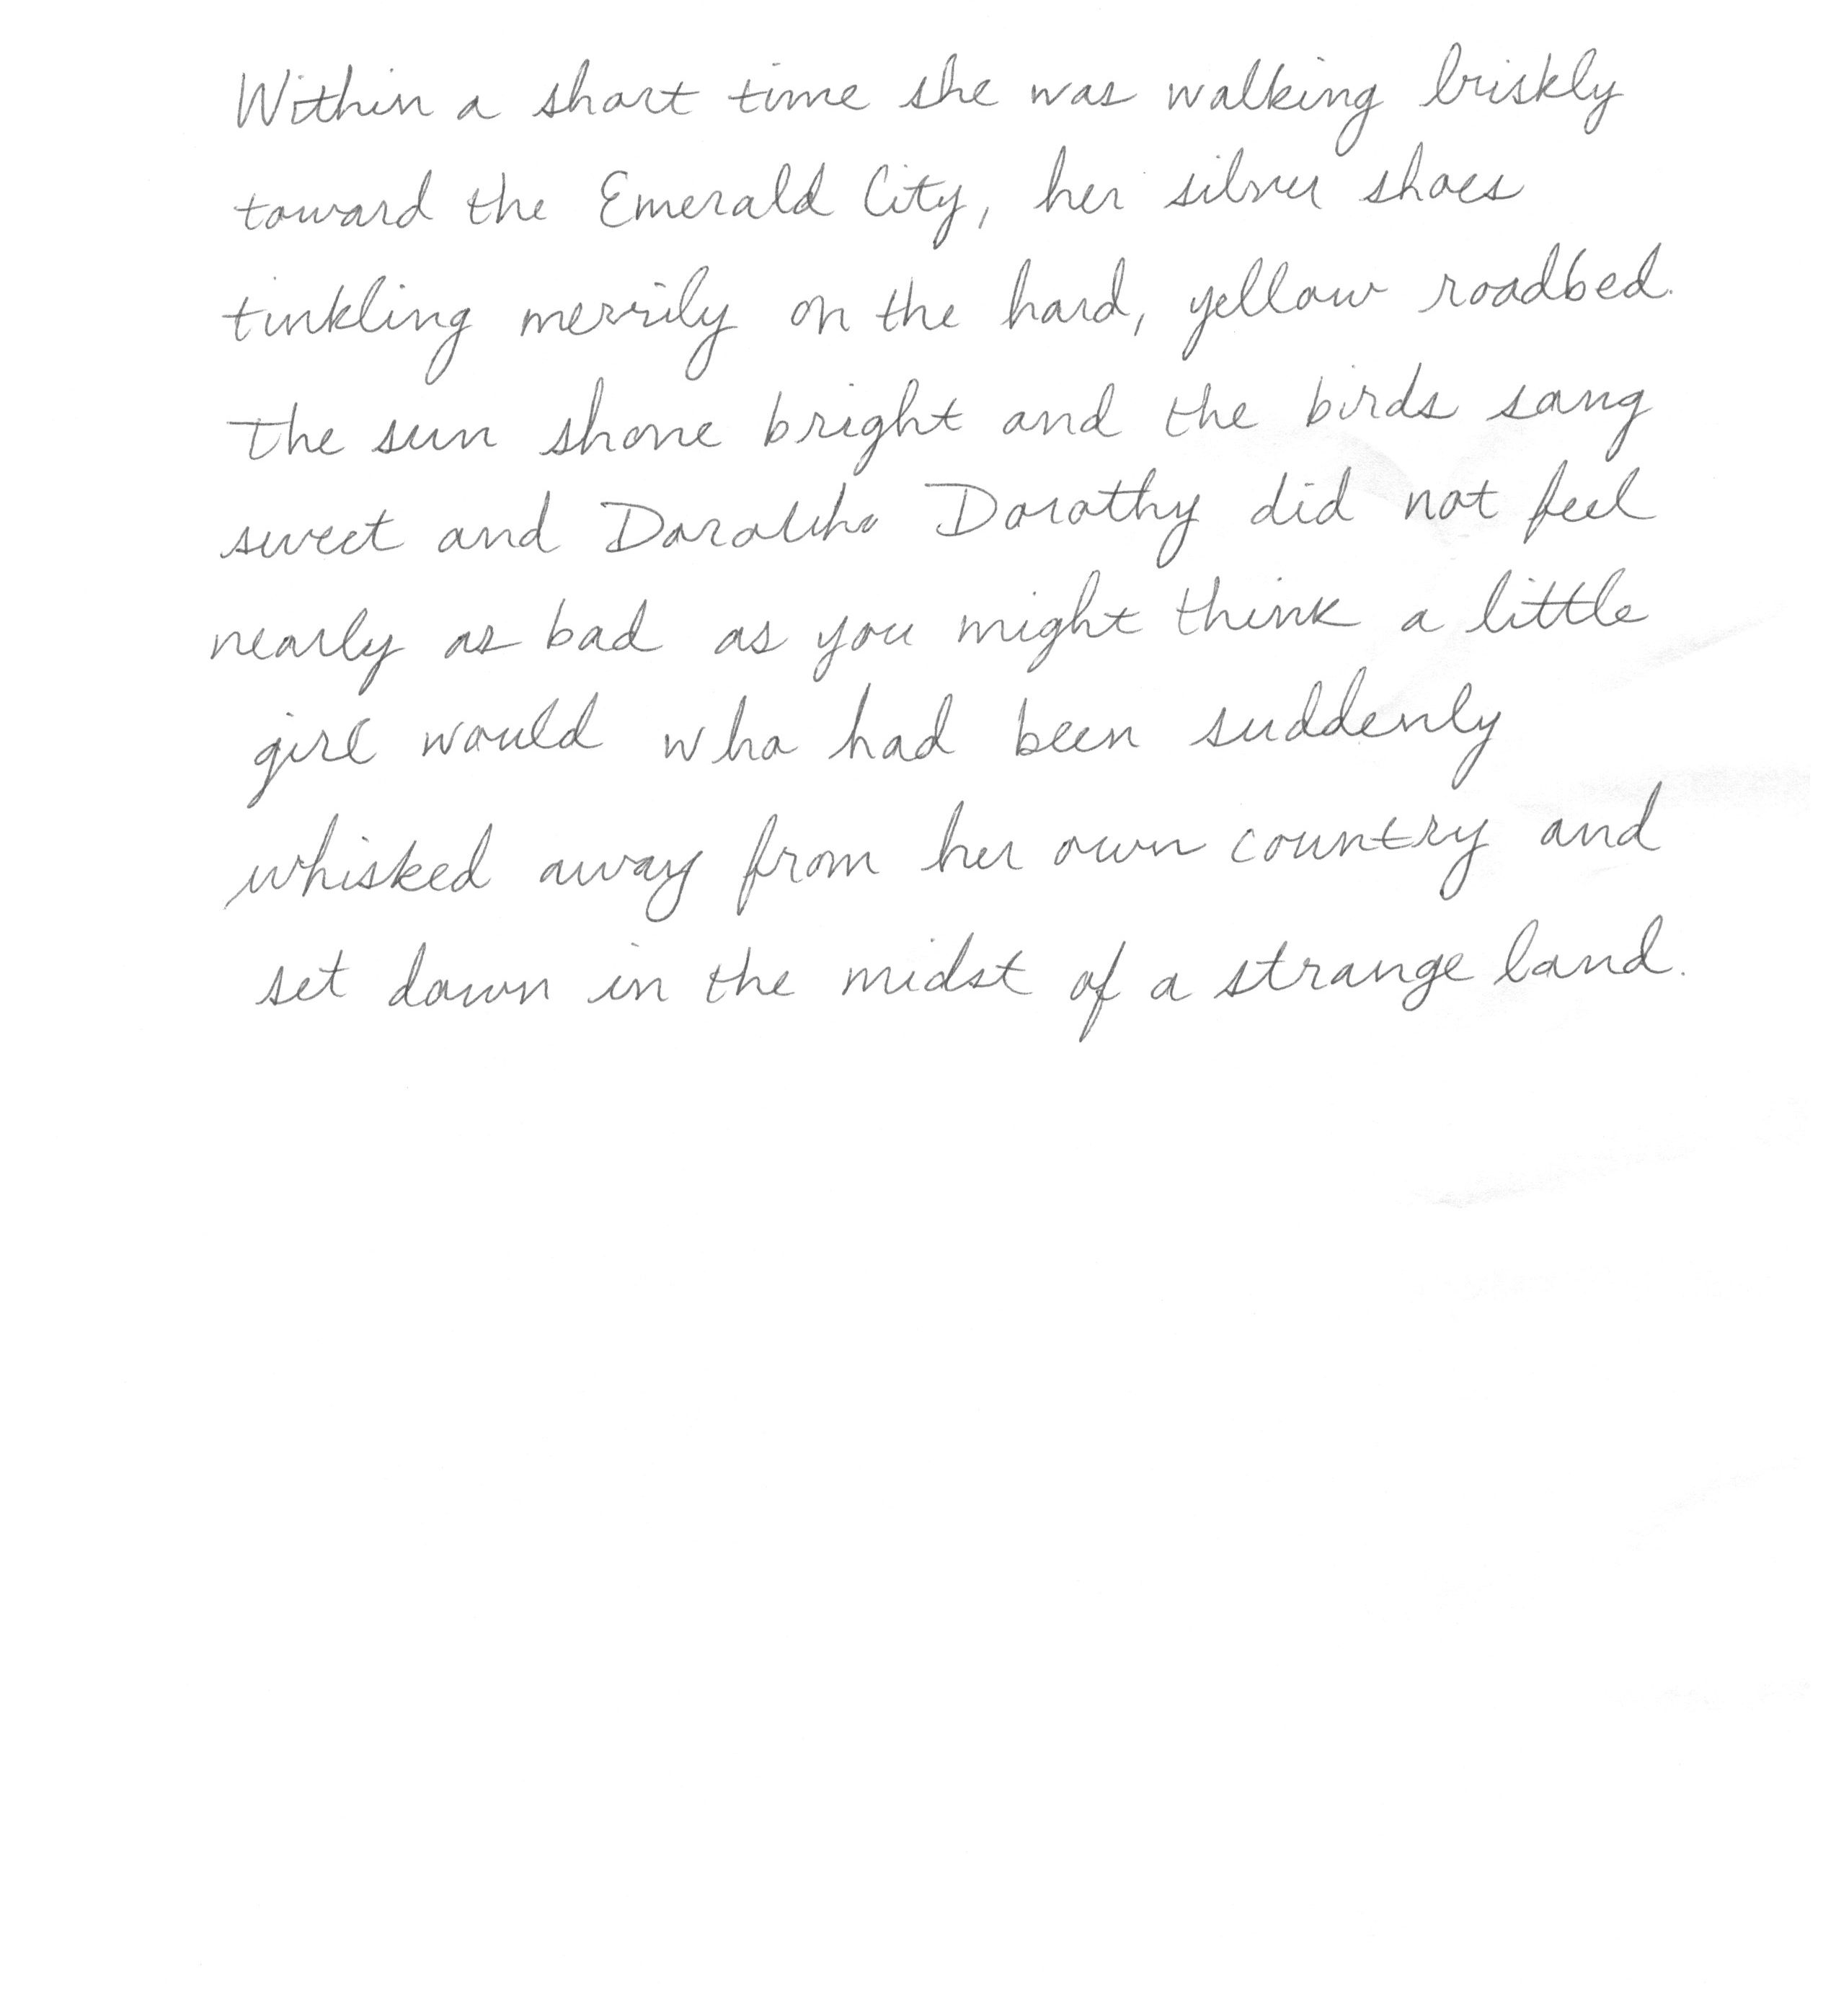 Within a short time she was walking briskly
toward the Emerald City, her silver shoes
tinkling merrily on the hard, yellow roadbed.
The sun shone bright and the birds sang
sweet and Dorothy did not feel
nearly as bad as you might think a little
girl would who had been suddenly
whisked away from her own country and
set down in the midst of a strange land.